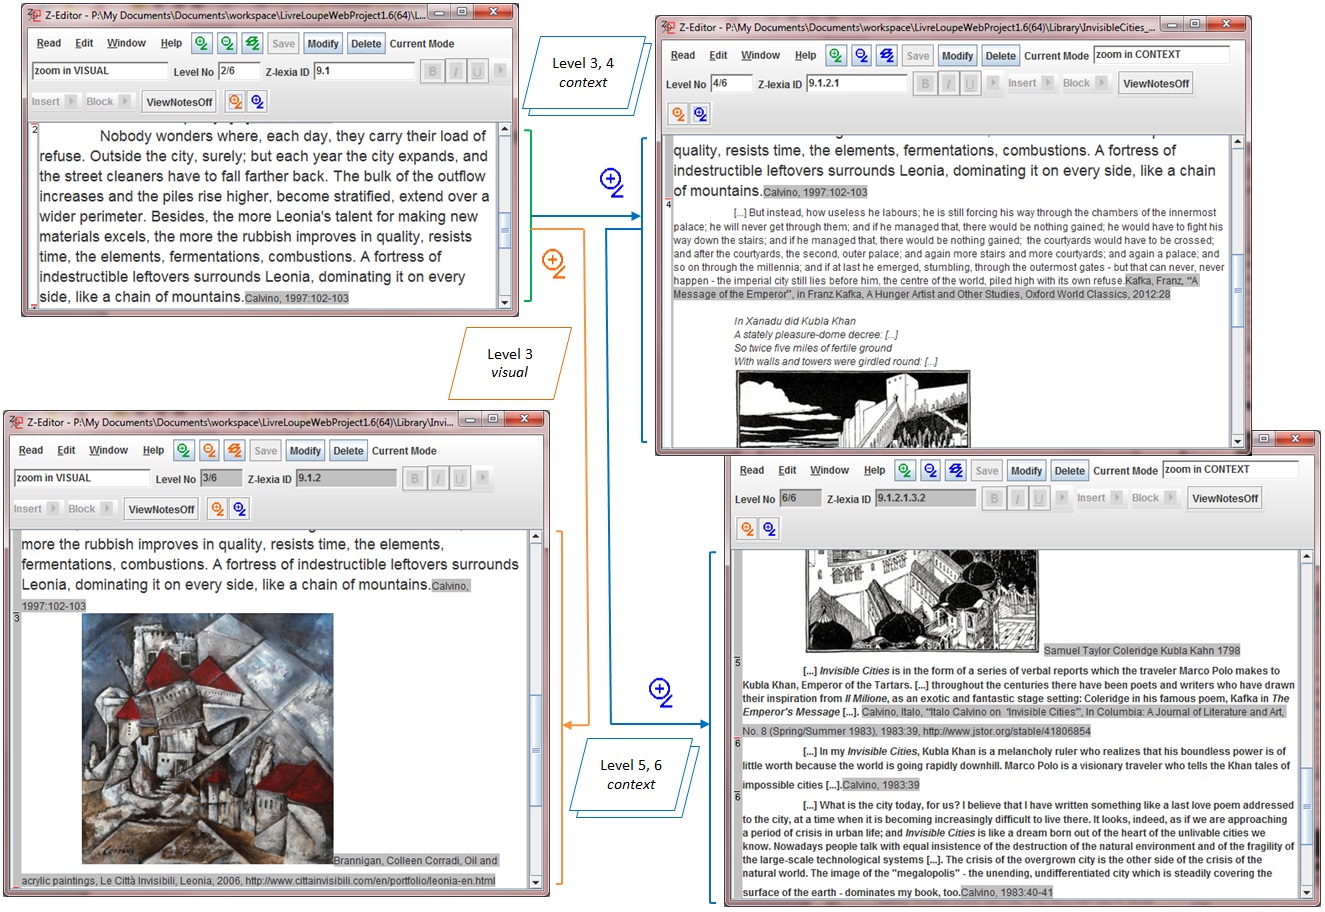 Z-Editor - P:\My Documents\Documents\workspace\LivreLoupeWebProject1.6(64)\L...
Read Edit Window Help Save Modify Delete Current Mode
zoom in VISUAL Level No 2/6 Z-lexia ID 9.1 B I U
Insert Block ViewNotesOff
2
Nobody wonders where, each day, they carry their load of
refuse. Outside the city, surely; but each year the city expands, and
the street cleaners have to fall farther back. The bulk of the outflow
increases and the piles rise higher, become stratified, extend over a
wider perimeter. Besides, the more Leonia's talent for making new
materials excels, the more the rubbish improves in quality, resists
time, the elements, fermentations, combustions. A fortress of
indestructible leftovers surrounds Leonia, dominating it on every
side, like a chain of mountains.Calvino, 1997:102-103
Level 3, 4
context
Z-Editor - P:\My Documents\Documents\workspace\LivreLoupeWebProject1.6(64)\Library\InvisibleCities_...
Read Edit Window Help Save Modify Delete Current Mode zoom in CONTEXT
Level No 4/6 Z-lexia ID 9.1.2.1 B I U Insert Block ViewNotesOff
quality, resists time, the elements, fermentations, combustions. A fortress of
indestructible leftovers surrounds Leonia, dominating it on every side, like a chain
of mountains.Calvino, 1997:102-103
4
[...] But instead, how useless he labours; he is still forcing his way through the chambers of the innermost
palace; he will never get through them; and if he managed that, there would be nothing gained; he would have to fight his
way down the stairs; and if he managed that, there would be nothing gained; the courtyards would have to be crossed;
and after the courtyards, the second, outer palace; and again more stairs and more courtyards; and again a palace; and
so on through the millennia; and if at last he emerged, stumbling, through the outermost gates - but that can never, never
happen - the imperial city still lies before him, the centre of the world, piled high with its own refuse.Kafka, Franz, "A
Message of the Emperor", in Franz Kafka, A Hunger Artist and Other Studies, Oxford World Classics, 2012:28
In Xanadu did Kubla Khan
A stately pleasure-dome decree: [...]
So twice five miles of fertile ground
With walls and towers were girdled round: [...]
Level 3
visual
Z-Editor - P:\My Documents\Documents\workspace\LivreLoupeWebProject1.6(64)\Library\Invi...
Read Edit Window Help Save Modify Delete Current Mode
zoom in VISUAL Level No 3/6 Z-lexia ID 9.1.2 B I U
Insert Block ViewNotesOff
more the rubbish improves in quality, resists time, the elements,
fermentations, combustions. A fortress of indestructible leftovers surrounds
Leonia, dominating it on every side, like a chain of mountains.Calvino,
1997:102-103
3
Brannigan, Colleen Corradi, Oil and
acrylic paintings, Le Città Invisibili, Leonia, 2006, http://www.cittainvisibili.com/en/portfolio/leonia-en.html
Level 5, 6
context
Read Edit Window Help Save Modify Delete Current Mode zoom in CONTEXT
Level No 6/6 Z-lexia ID 9.1.2.1.3.2 B I U Insert Block ViewNotesOff
Samuel Taylor Coleridge Kubla Kahn 1798
5
[...] Invisible Cities is in the form of a series of verbal reports which the traveler Marco Polo makes to
Kubla Khan, Emperor of the Tartars. [...] throughout the centuries there have been poets and writers who have drawn
their inspiration from Il Milione, as an exotic and fantastic stage setting: Coleridge in his famous poem, Kafka in The
Emperor's Message [...]. Calvino, Italo, "Italo Calvino on 'Invisible Cities'", In Columbia: A Journal of Literature and Art,
No. 8 (Spring/Summer 1983), 1983:39, http://www.jstor.org/stable/41806854
6
[...] In my Invisible Cities, Kubla Khan is a melancholy ruler who realizes that his boundless power is of
little worth because the world is going rapidly downhill. Marco Polo is a visionary traveler who tells the Khan tales of
impossible cities [...].Calvino, 1983:39
6
[...] What is the city today, for us? I believe that I have written something like a last love poem addressed
to the city, at a time when it is becoming increasingly difficult to live there. It looks, indeed, as if we are approaching
a period of crisis in urban life; and Invisible Cities is like a dream born out of the heart of the unlivable cities we
know. Nowadays people talk with equal insistence of the destruction of the natural environment and of the fragility of
the large-scale technological systems [...]. The crisis of the overgrown city is the other side of the crisis of the
natural world. The image of the "megalopolis" - the unending, undifferentiated city which is steadily covering the
surface of the earth - dominates my book, too.Calvino, 1983:40-41